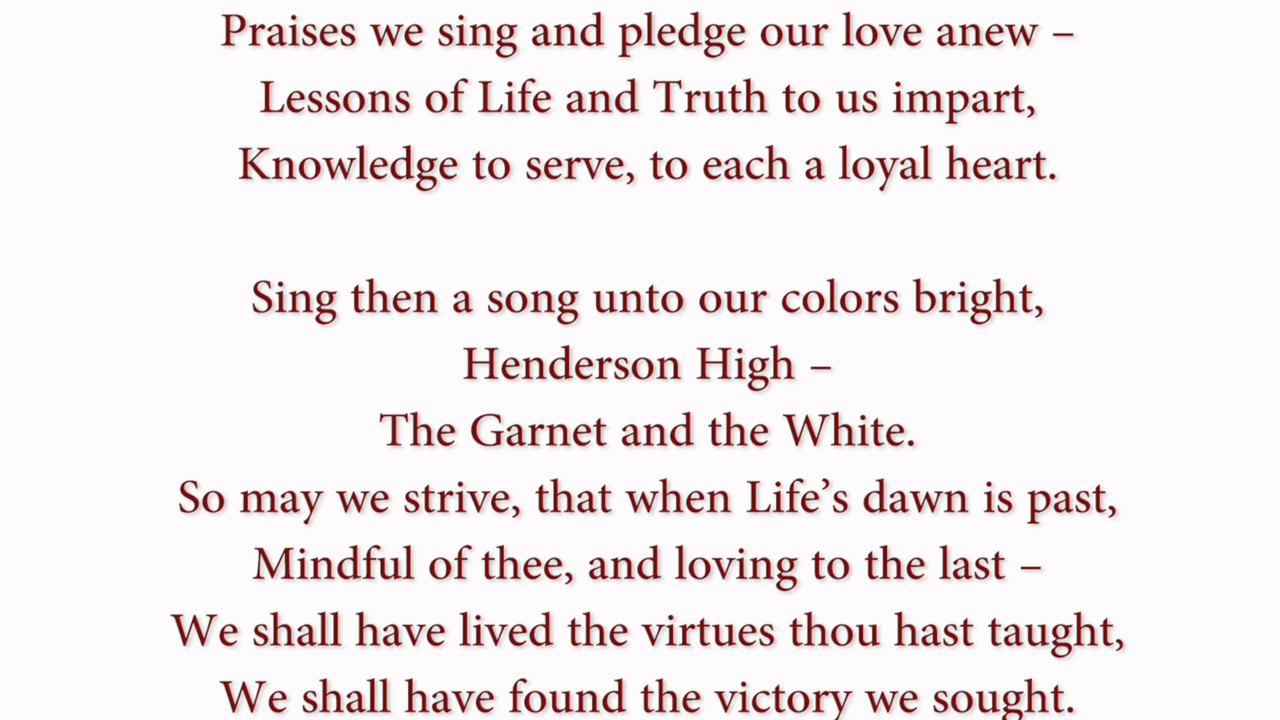 Praises we sing and pledge our love anew –
Lessons of Life and Truth to us impart,
Knowledge to serve, to each a loyal heart.
Sing then a song unto our colors bright,
Henderson High –
The Garnet and the White.
So may we strive, that when Life’s dawn is past,
Mindful of thee, and loving to the last –
We shall have lived the virtues thou hast taught,
We shall have found the victory we sought.